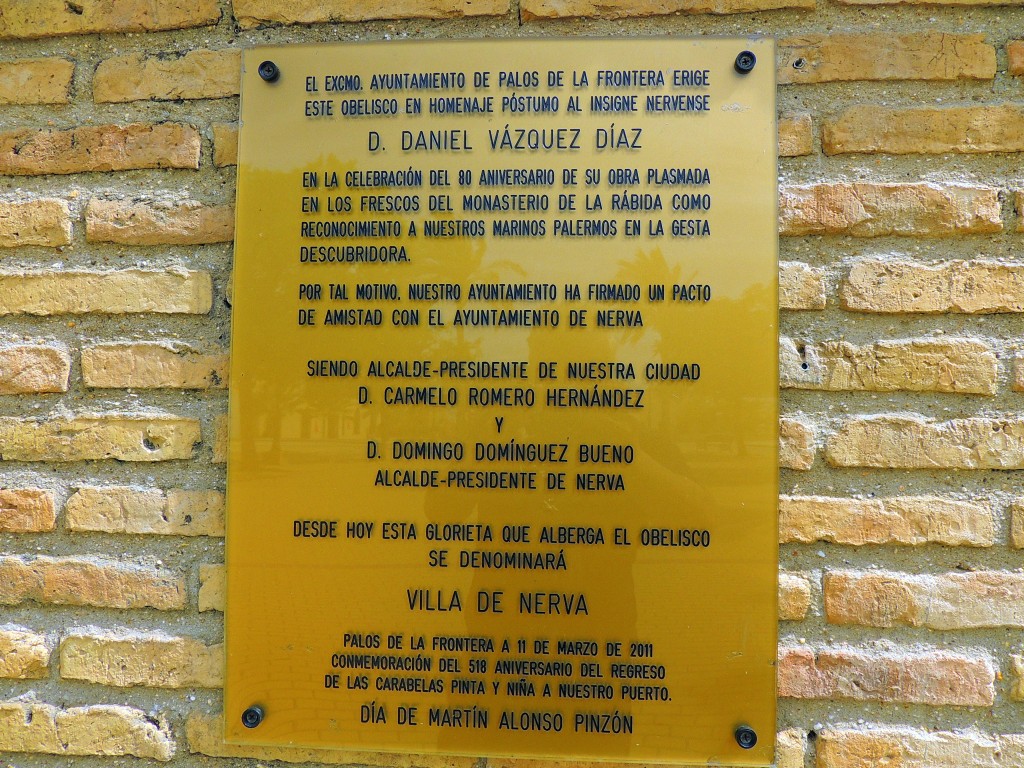 EL EXCMO. AYUNTAMIENTO DE PALOS DE LA FRONTERA ERIGE
ESTE OBELISCO EN HOMENAJE PÓSTUMO AL INSIGNE NERVENSE
D. DANIEL VÁZQUEZ DÍAZ
EN LA CELEBRACIÓN DEL 80 ANIVERSARIO DE SU OBRA PLASMADA
EN LOS FRESCOS DEL MONASTERIO DE LA RÁBIDA COMO
RECONOCIMIENTO A NUESTROS MARINOS PALERMOS EN LA GESTA
DESCUBRIDORA.
POR TAL MOTIVO, NUESTRO AYUNTAMIENTO HA FIRMADO UN PACTO
DE AMISTAD CON EL AYUNTAMIENTO DE NERVA
SIENDO ALCALDE-PRESIDENTE DE NUESTRA CIUDAD
D. CARMELO ROMERO HERNÁNDEZ
Y
D. DOMINGO DOMÍNGUEZ BUENO
ALCALDE-PRESIDENTE DE NERVA
DESDE HOY ESTA GLORIETA QUE ALBERGA EL OBELISCO
SE DENOMINARÁ
VILLA DE NERVA
PALOS DE LA FRONTERA A 11 DE MARZO DE 2011
CONMEMORACIÓN DEL 518 ANIVERSARIO DEL REGRESO
DE LAS CARABELAS PINTA Y NIÑA A NUESTRO PUERTO.
DÍA DE MARTÍN ALONSO PINZÓN